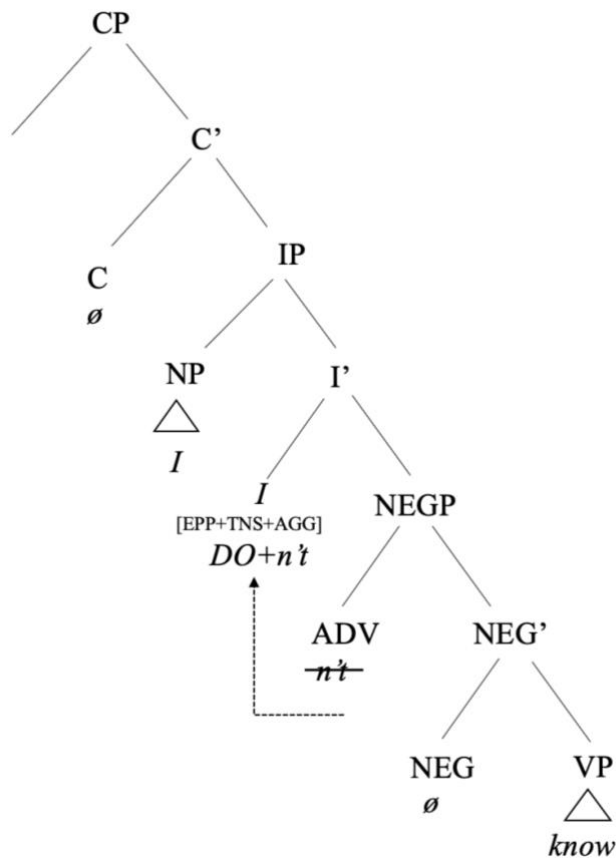 CP
C’
C
ø
IP
NP
I
I’
I
[EPP+TNS+AGG]
DO+n’t
NEGP
ADV
n’t
NEG’
NEG
ø
VP
know